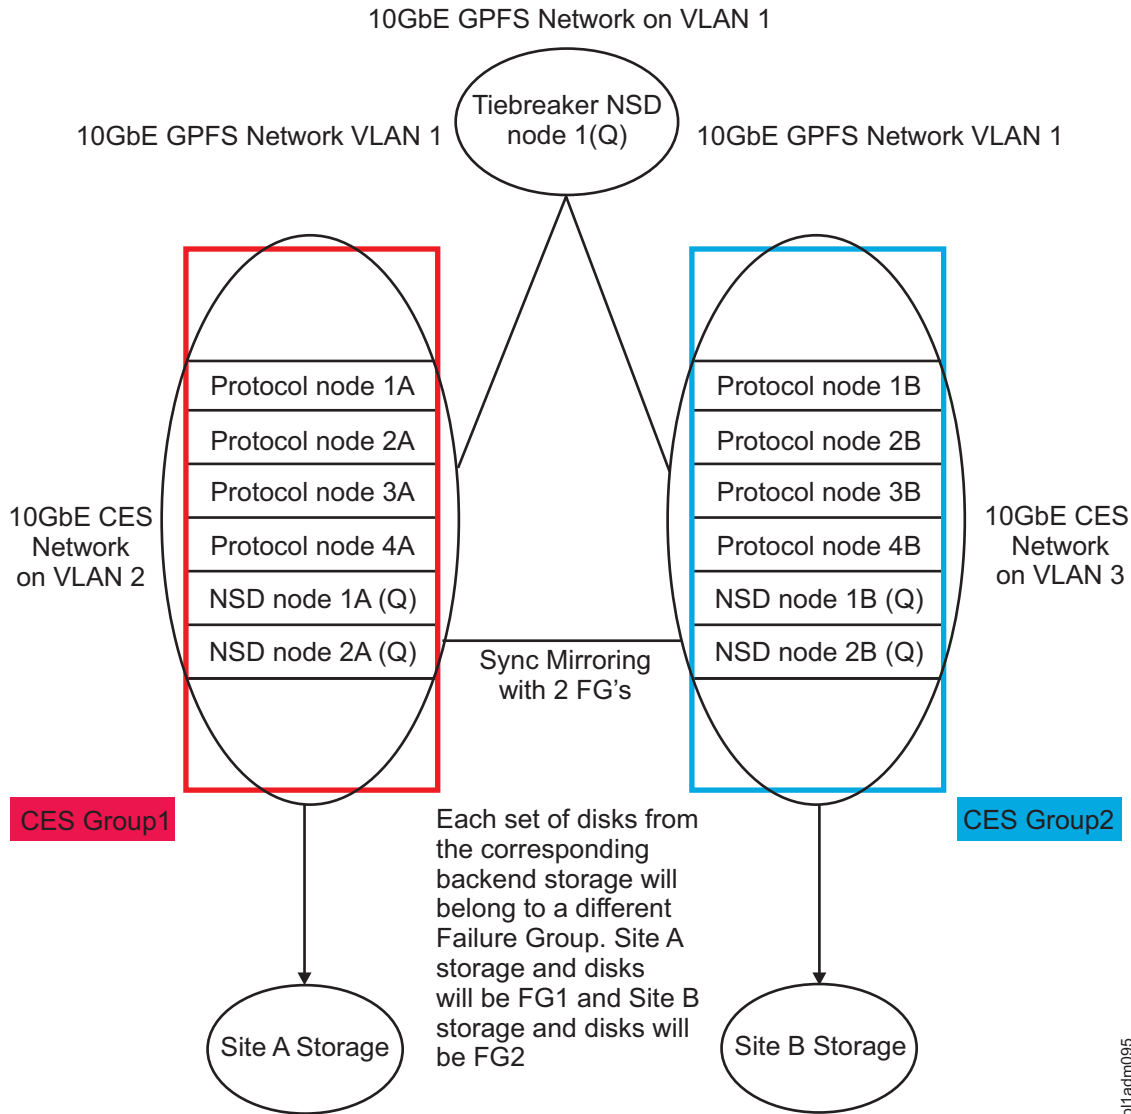 10GbE GPFS Network on VLAN 1
Tiebreaker NSD
node 1(Q)
10GbE GPFS Network VLAN 1
10GbE GPFS Network VLAN 1
Protocol node 1A
Protocol node 2A
Protocol node 3A
Protocol node 4A
NSD node 1A (Q)
NSD node 2A (Q)
10GbE CES
Network
on VLAN 2
Protocol node 1B
Protocol node 2B
Protocol node 3B
Protocol node 4B
NSD node 1B (Q)
NSD node 2B (Q)
10GbE CES
Network
on VLAN 3
Sync Mirroring
with 2 FG's
CES Group1
CES Group2
Each set of disks from
the corresponding
backend storage will
belong to a different
Failure Group. Site A
storage and disks
will be FG1 and Site B
storage and disks will
be FG2
Site A Storage
Site B Storage